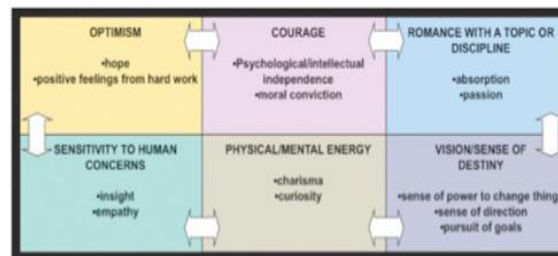 OPTIMISM
•hope
•positive feelings from hard work
COURAGE
•Psychological/intellectual
independence
•moral conviction
ROMANCE WITH A TOPIC OR
DISCIPLINE
•absorption
•passion
SENSITIVITY TO HUMAN
CONCERNS
•insight
•empathy
PHYSICAL/MENTAL ENERGY
•charisma
•curiosity
VISION/SENSE OF
DESTINY
•sense of power to change thing
•sense of direction
•pursuit of goals